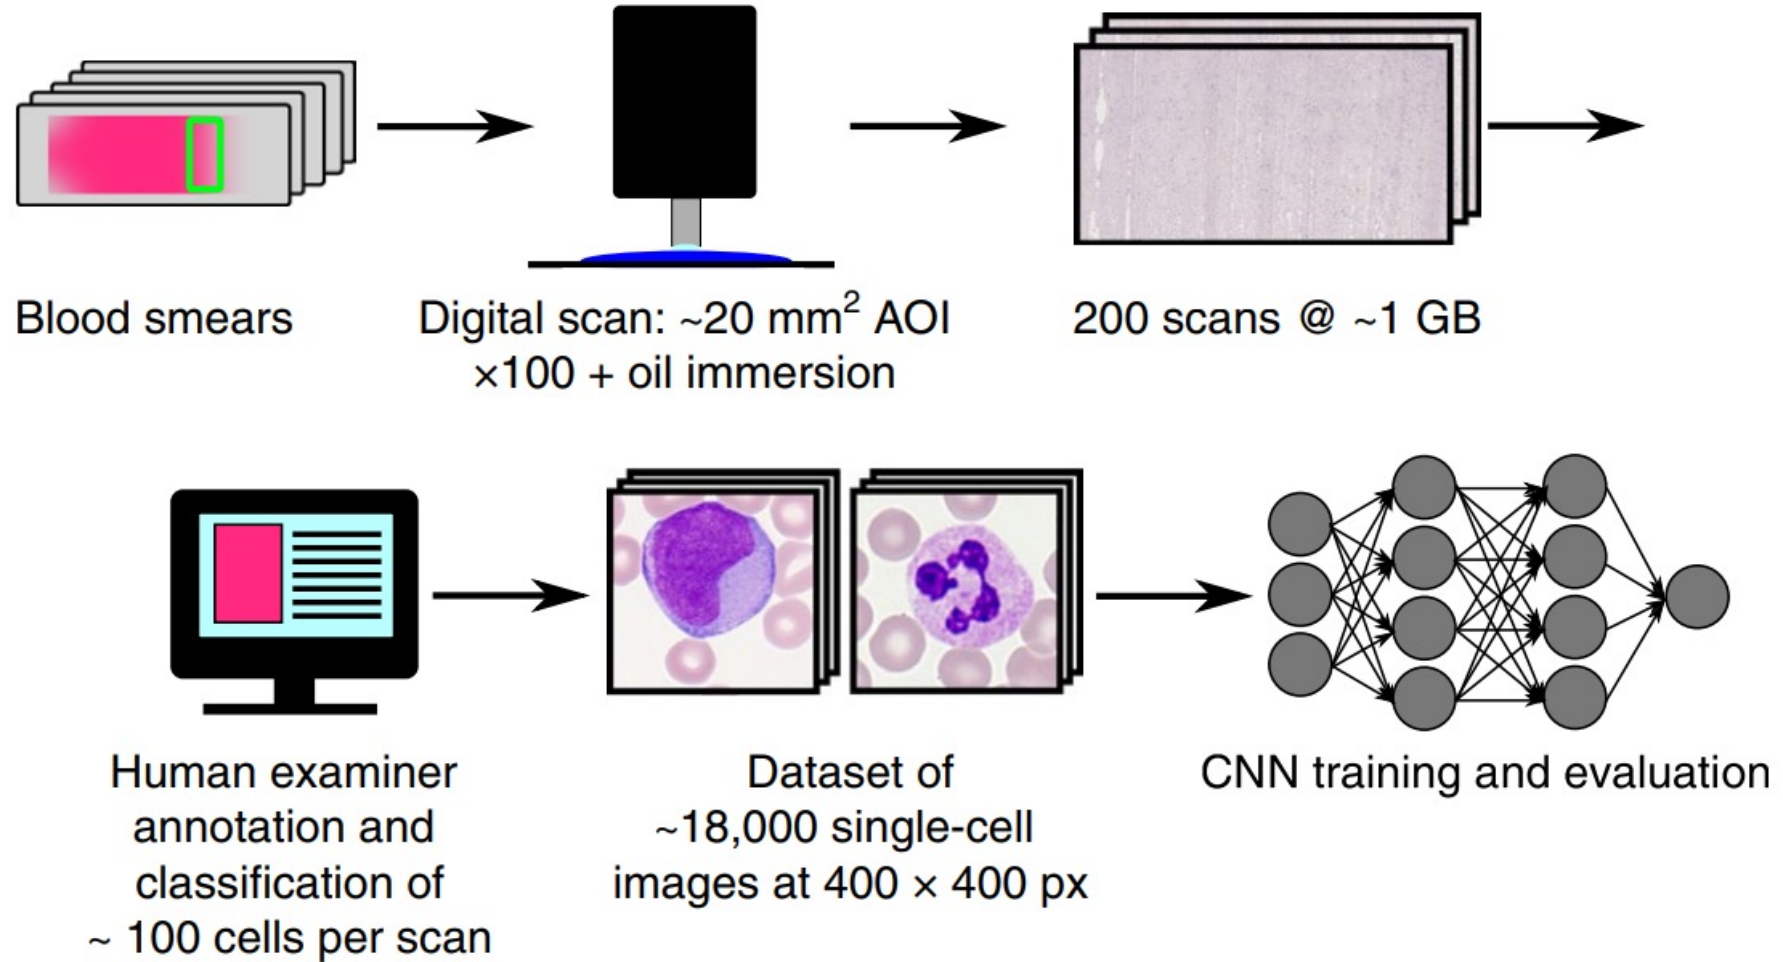 Blood smears
Digital scan: ~20 mm² AOI
×100 + oil immersion
200 scans @ ~1 GB
Human examiner
annotation and
classification of
~ 100 cells per scan
Dataset of
~18,000 single-cell
images at 400 × 400 px
CNN training and evaluation